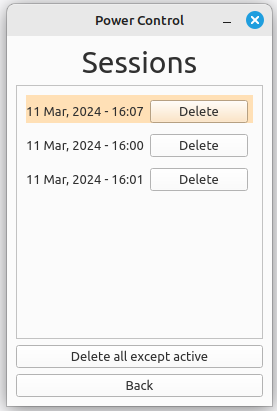 Power Control
Sessions
11 Mar, 2024 - 16:07 Delete
11 Mar, 2024 - 16:00 Delete
11 Mar, 2024 - 16:01 Delete
Delete all except active
Back